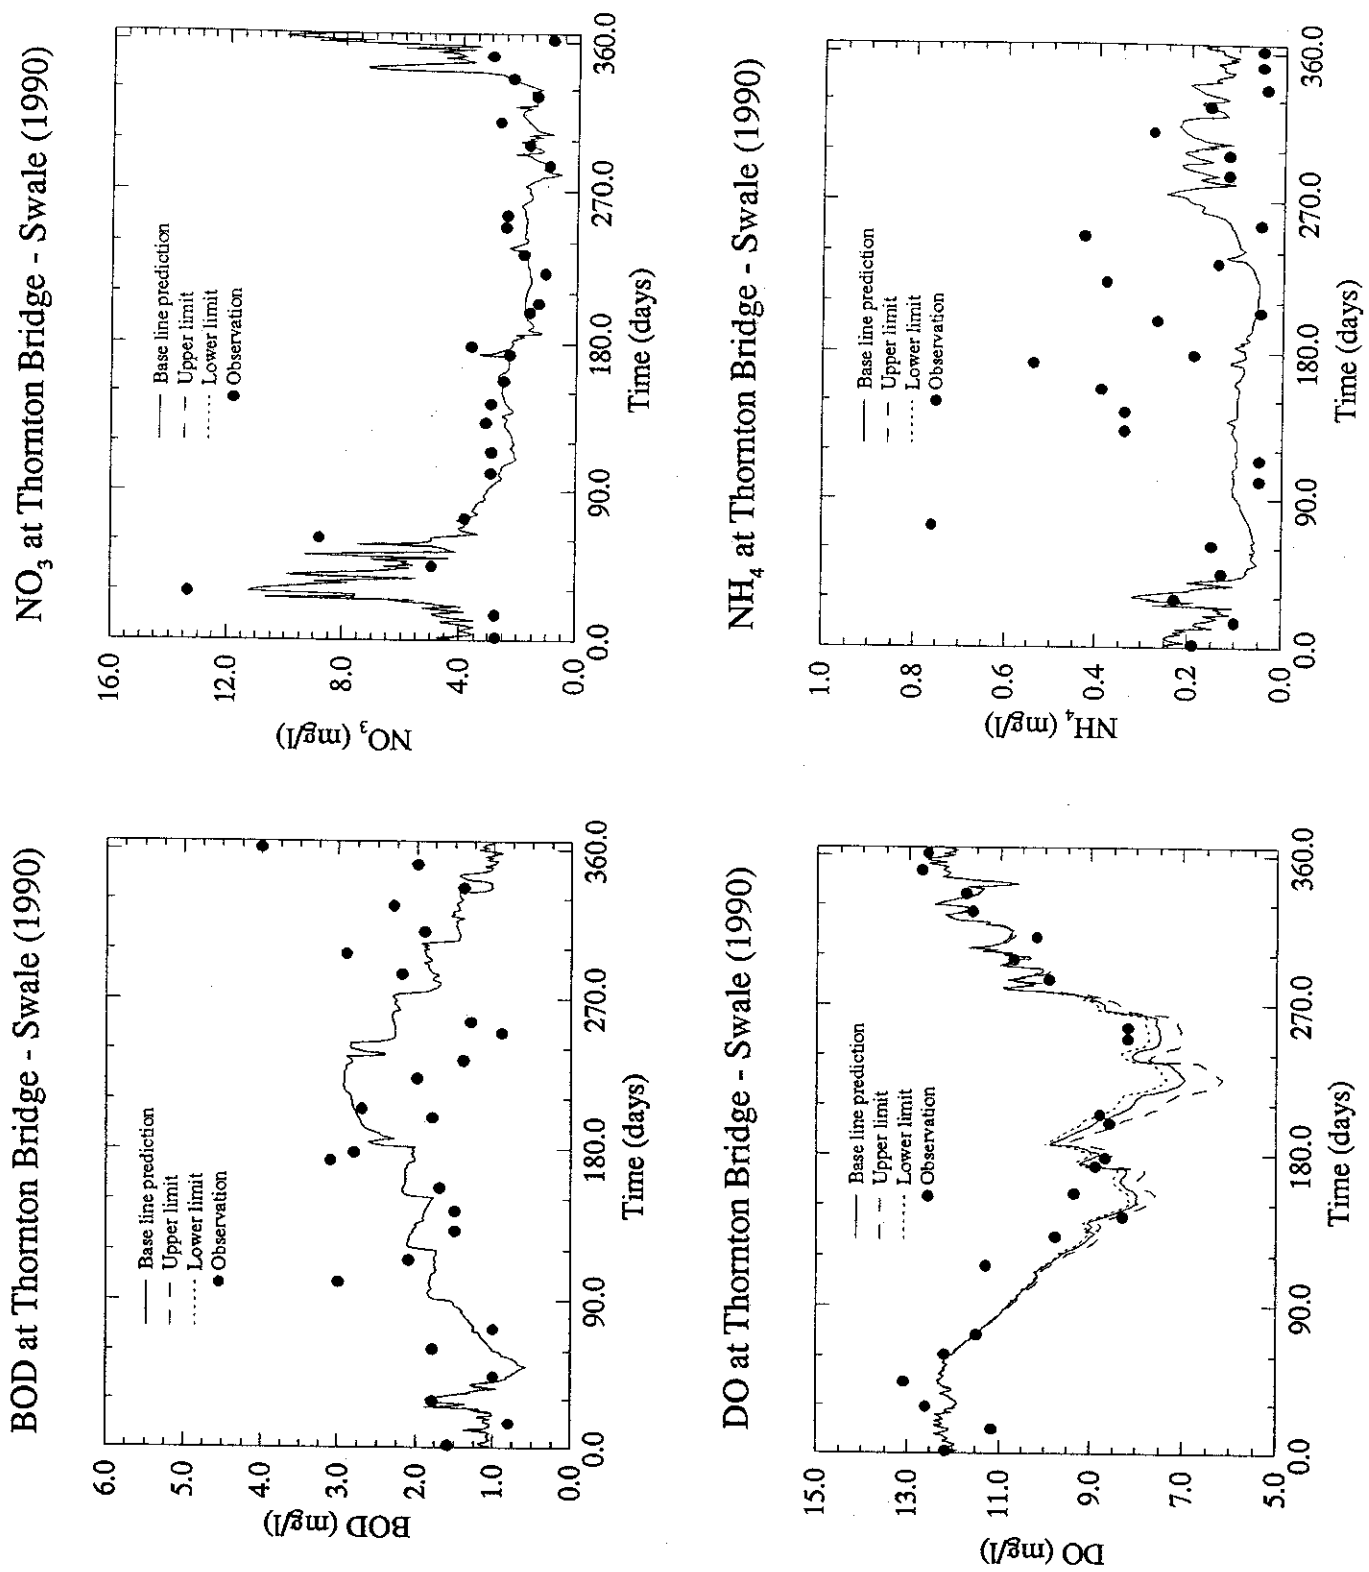 BOD at Thornton Bridge - Swale (1990)
BOD (mg/l)
6.0
5.0
4.0
3.0
2.0
1.0
0.0
Base line prediction
Upper limit
Lower limit
Observation
0.0 90.0 180.0 270.0 360.0
Time (days)
NO₃ at Thornton Bridge - Swale (1990)
NO₃ (mg/l)
16.0
12.0
8.0
4.0
0.0
Base line prediction
Upper limit
Lower limit
Observation
0.0 90.0 180.0 270.0 360.0
Time (days)
DO at Thornton Bridge - Swale (1990)
DO (mg/l)
15.0
13.0
11.0
9.0
7.0
5.0
Base line prediction
Upper limit
Lower limit
Observation
0.0 90.0 180.0 270.0 360.0
Time (days)
NH₄ at Thornton Bridge - Swale (1990)
NH₄ (mg/l)
1.0
0.8
0.6
0.4
0.2
0.0
Base line prediction
Upper limit
Lower limit
Observation
0.0 90.0 180.0 270.0 360.0
Time (days)